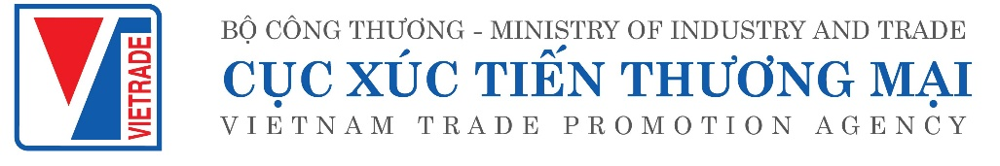 VIETRADE
BỘ CÔNG THƯƠNG - MINISTRY OF INDUSTRY AND TRADE
CỤC XÚC TIẾN THƯƠNG MẠI
VIETNAM TRADE PROMOTION AGENCY